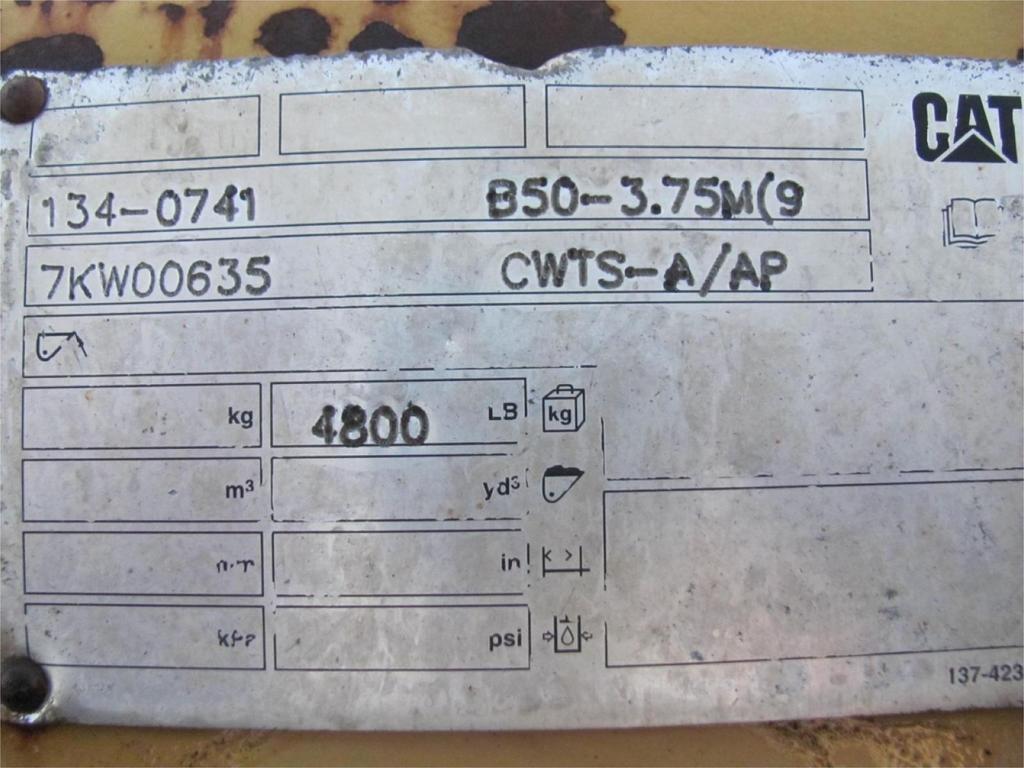 CAT
134-0741 B50-3.75M(9
7KW00635 CWTS-A/AP
kg 4800 LB kg
m³ yd³
in
psi
137-423